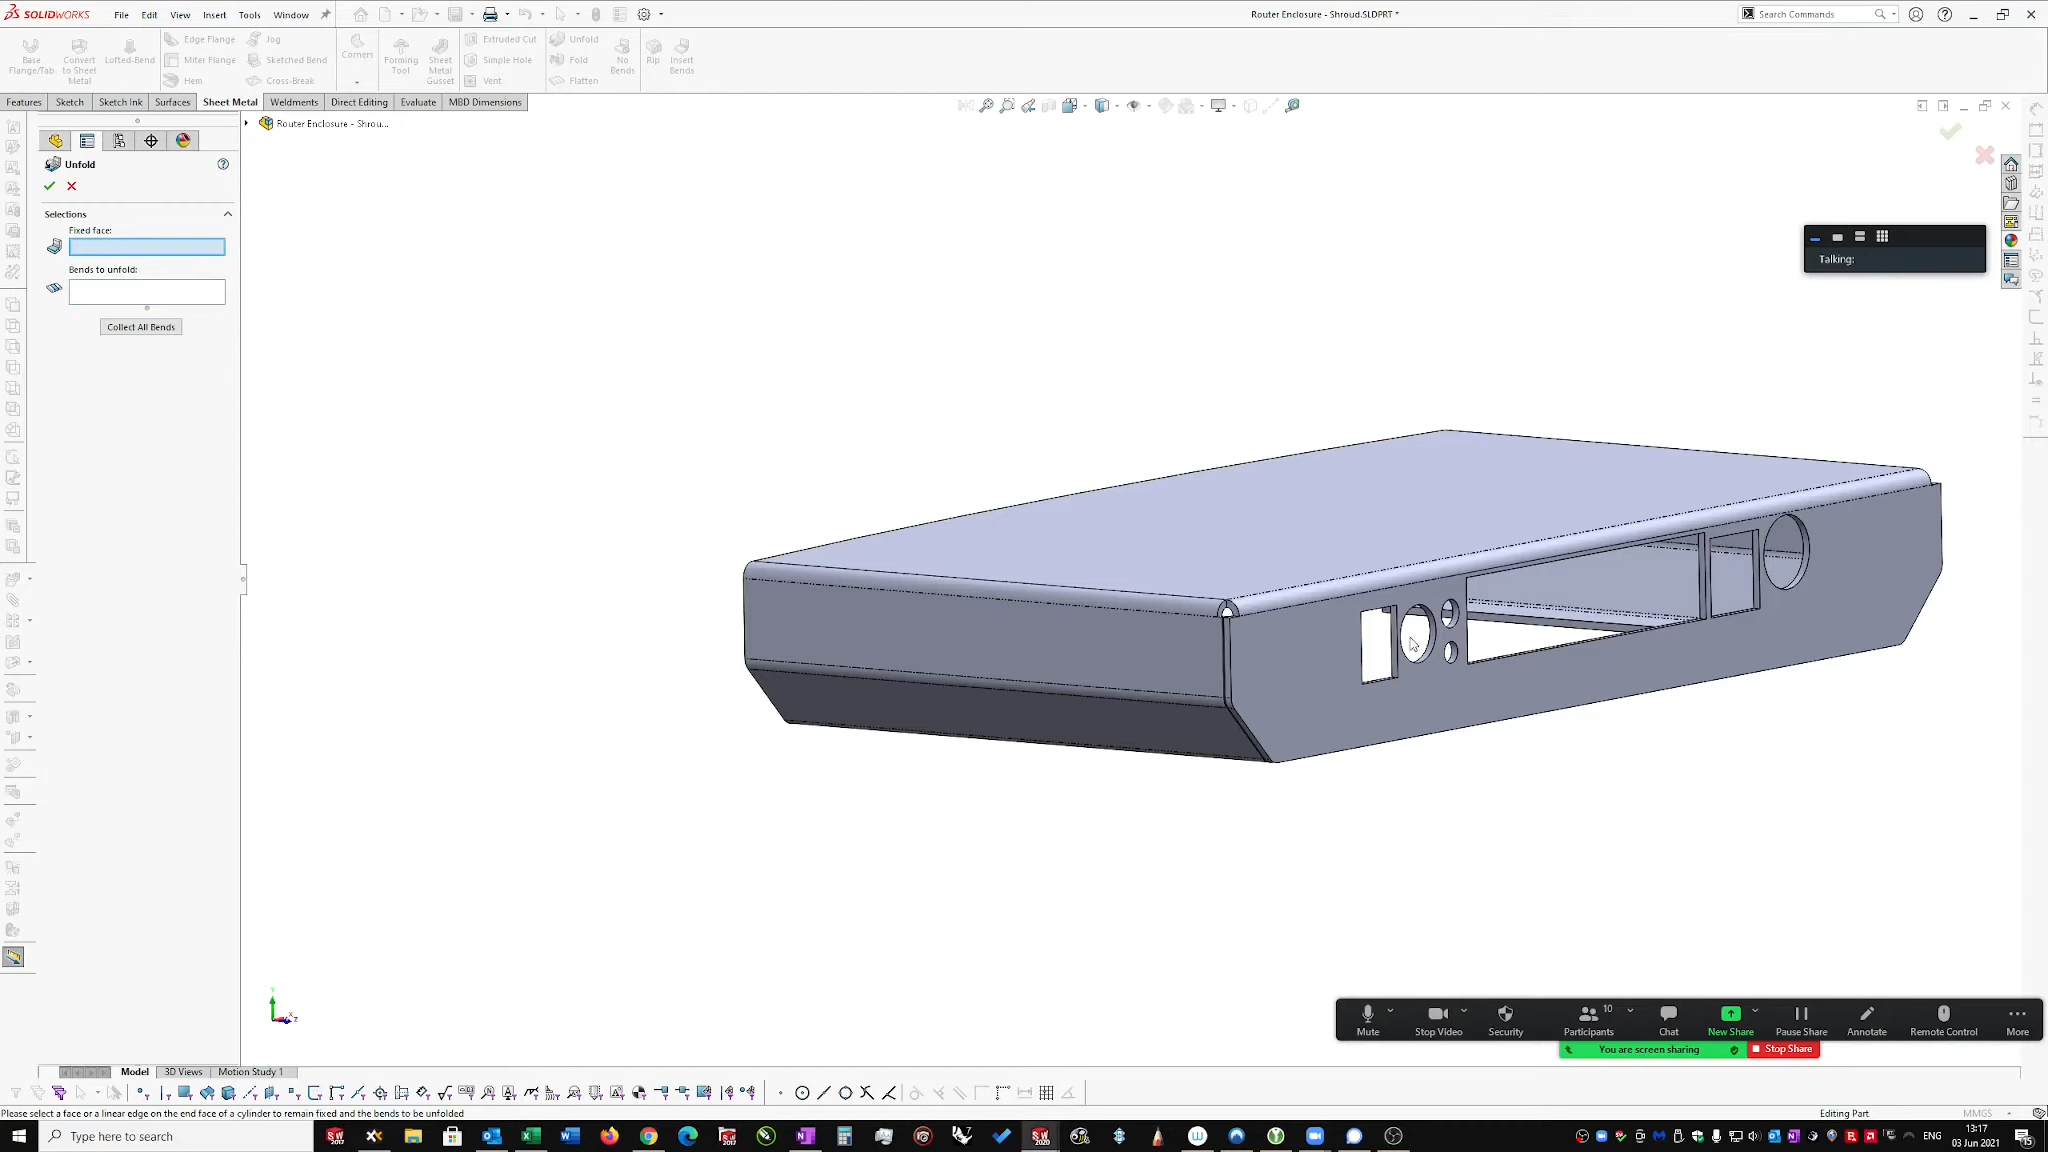 SOLIDWORKS File Edit View Insert Tools Window Router Enclosure - Shroud.SLDPRT * Search Commands
Base Flange/Tab Convert to Sheet Metal Lofted-Bend Edge Flange Miter Flange Hem Jog Sketched Bend Cross-Break Corners Forming Tool Sheet Metal Gusset Extruded Cut Simple Hole Vent Unfold Fold Flatten No Bends Rip Insert Bends
Features Sketch Sketch Ink Surfaces Sheet Metal Weldments Direct Editing Evaluate MBD Dimensions
Router Enclosure - Shrou...
Unfold
Selections
Fixed face:
Bends to unfold:
Collect All Bends
Talking:
Mute Stop Video Security Participants 10 Chat New Share Pause Share Annotate Remote Control More
You are screen sharing Stop Share
Model 3D Views Motion Study 1
Please select a face or a linear edge on the end face of a cylinder to remain fixed and the bends to be unfolded Editing Part MMGS
Type here to search ENG 13:17
03 Jun 2021